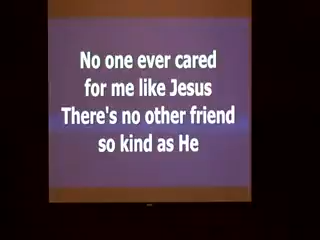 No one ever cared
for me like Jesus
There's no other friend
so kind as He